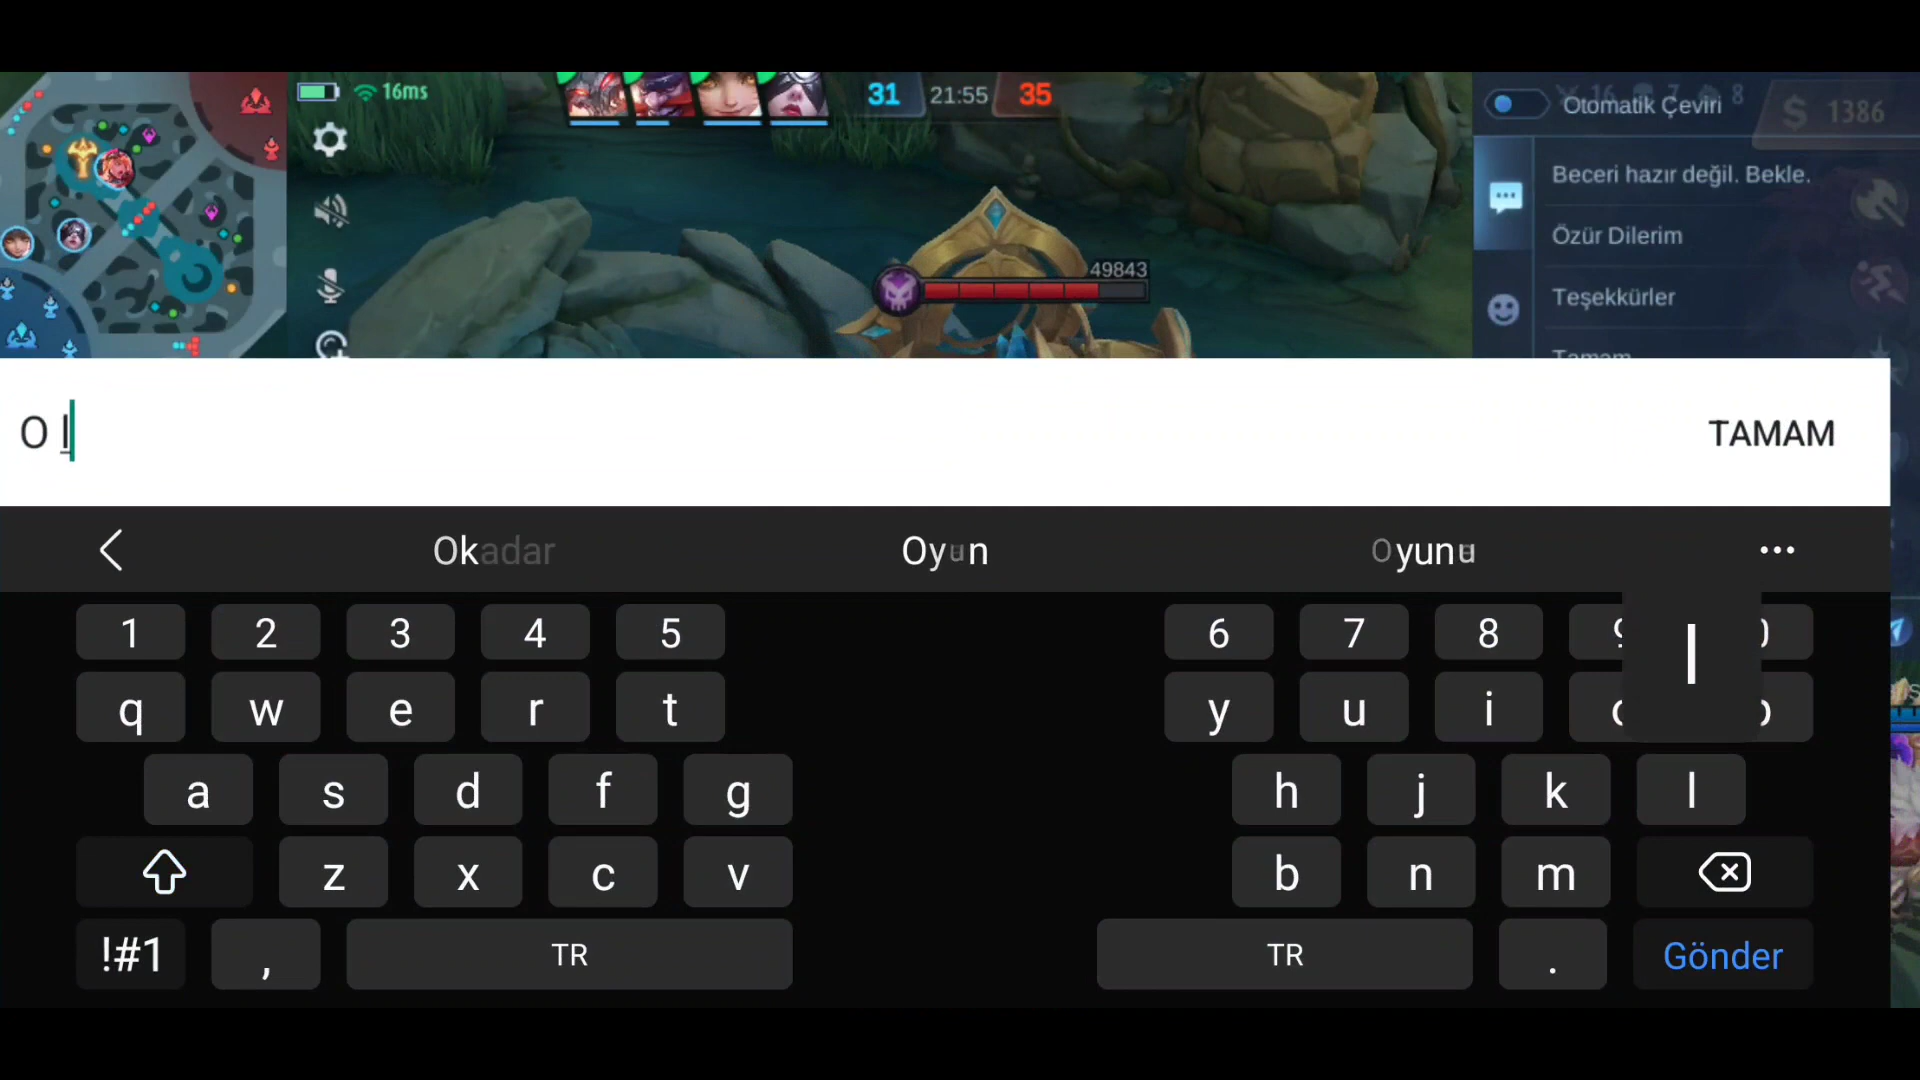 16ms
31 21:55 35
Otomatik Çeviri
1386
Beceri hazır değil. Bekle.
Özür Dilerim
Teşekkürler
Tamam
49843
O l
TAMAM
Okadar Oyun Oyunu
1 2 3 4 5 6 7 8
q w e r t y u i
l
a s d f g h j k l
z x c v b n m
!#1 , TR TR . Gönder